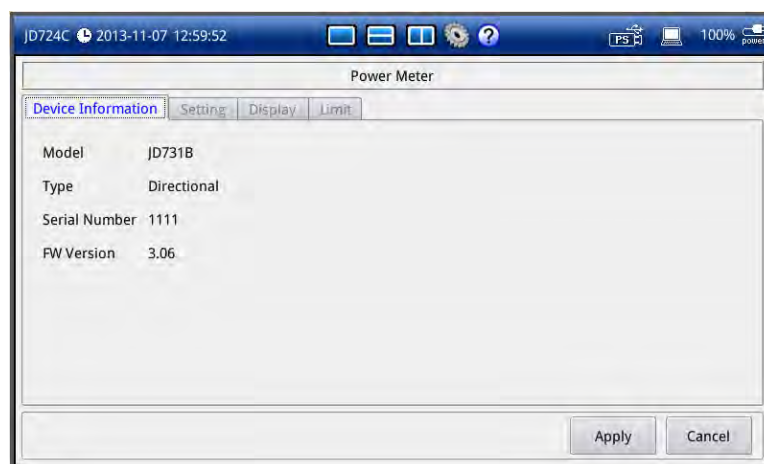 JD724C 2013-11-07 12:59:52 ? PS 100% power
Power Meter
Device Information Setting Display Limit
Model JD731B
Type Directional
Serial Number 1111
FW Version 3.06
Apply Cancel